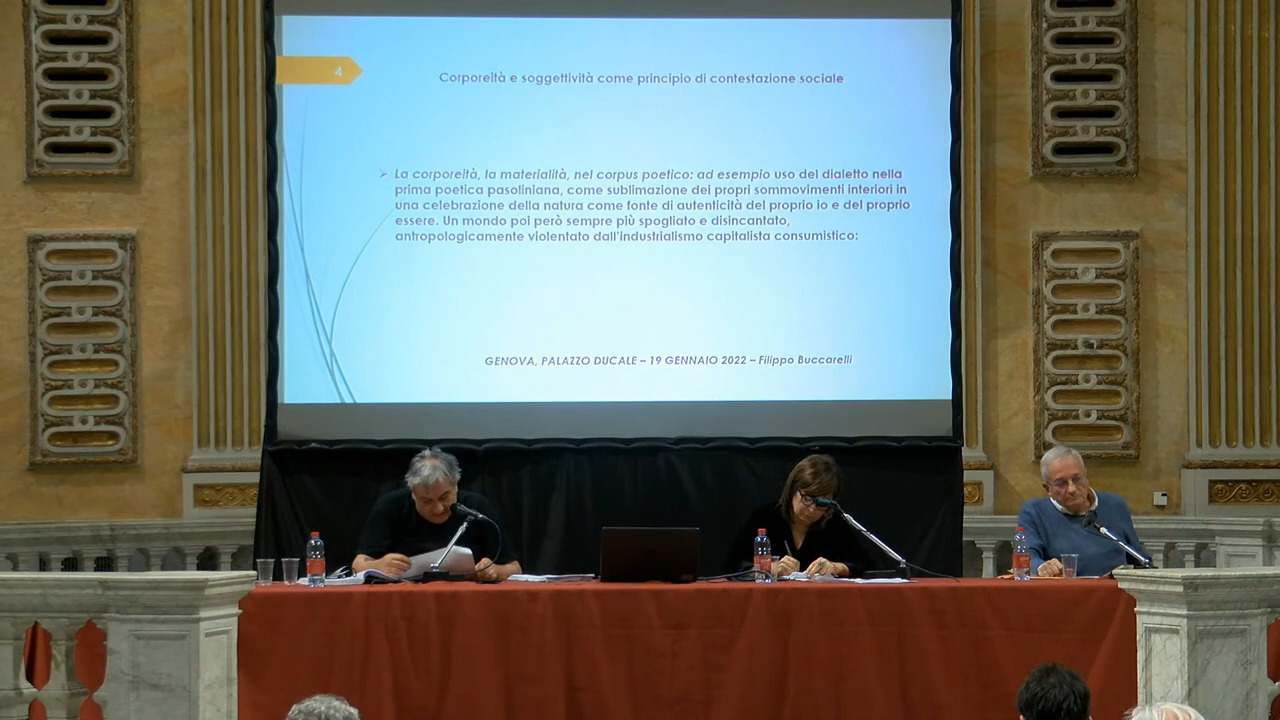 4
Corporeità e soggettività come principio di contestazione sociale
La corporeità, la materialità, nel corpus poetico: ad esempio uso del dialetto nella
prima poetica pasoliniana, come sublimazione dei propri sommovimenti interiori in
una celebrazione della natura come fonte di autenticità del proprio io e del proprio
essere. Un mondo poi però sempre più spogliato e disincantato,
antropologicamente violentato dall'industrialismo capitalista consumistico:
GENOVA, PALAZZO DUCALE – 19 GENNAIO 2022 – Filippo Buccarelli